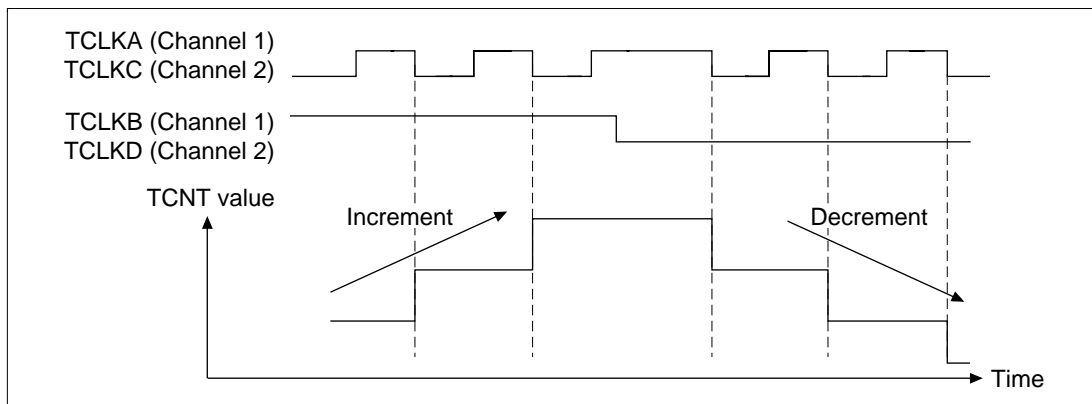 TCLKA (Channel 1)
TCLKC (Channel 2)
TCLKB (Channel 1)
TCLKD (Channel 2)
TCNT value
Increment
Decrement
Time